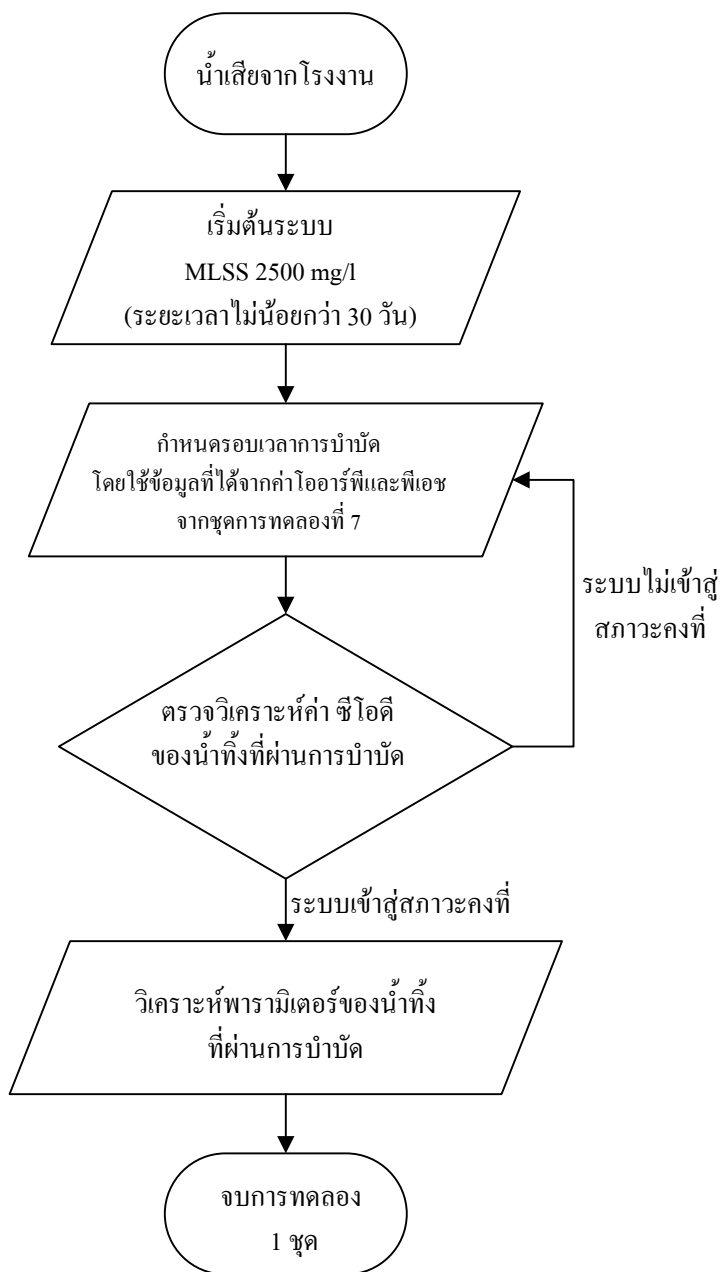 น้ำเสียจากโรงงาน
เริ่มต้นระบบ
MLSS 2500 mg/l
(ระยะเวลาไม่น้อยกว่า 30 วัน)
กำหนดรอบเวลาการบำบัด
โดยใช้ข้อมูลที่ได้จากค่าโออาร์พีและพีเอช
จากชุดการทดลองที่ 7
ระบบไม่เข้าสู่
สภาวะคงที่
ตรวจวิเคราะห์ค่า ซีโอดี
ของน้ำทิ้งที่ผ่านการบำบัด
ระบบเข้าสู่สภาวะคงที่
วิเคราะห์พารามิเตอร์ของน้ำทิ้ง
ที่ผ่านการบำบัด
จบการทดลอง
1 ชุด